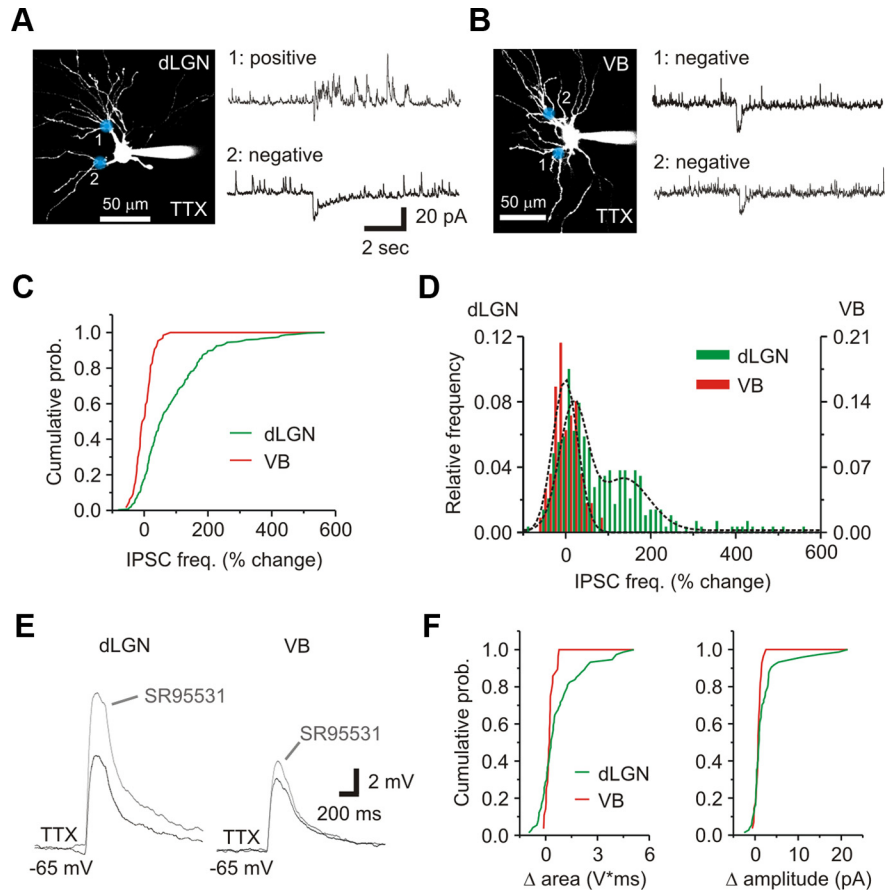 A
dLGN
1
2
50 μm
TTX
1: positive
2: negative
20 pA
2 sec
B
VB
2
1
50 μm
TTX
1: negative
2: negative
C
Cumulative prob.
1.0
0.8
0.6
0.4
0.2
0.0
dLGN
VB
0 200 400 600
IPSC freq. (% change)
D
dLGN
VB
Relative frequency
0.12
0.08
0.04
0.00
0.21
0.14
0.07
0.00
dLGN
VB
0 200 400 600
IPSC freq. (% change)
E
dLGN
VB
SR95531
SR95531
2 mV
200 ms
TTX
TTX
-65 mV
-65 mV
F
Cumulative prob.
1.0
0.8
0.6
0.4
0.2
0.0
dLGN
VB
0 3 6
Δ area (V*ms)
1.0
0.8
0.6
0.4
0.2
0.0
0 10 20
Δ amplitude (pA)